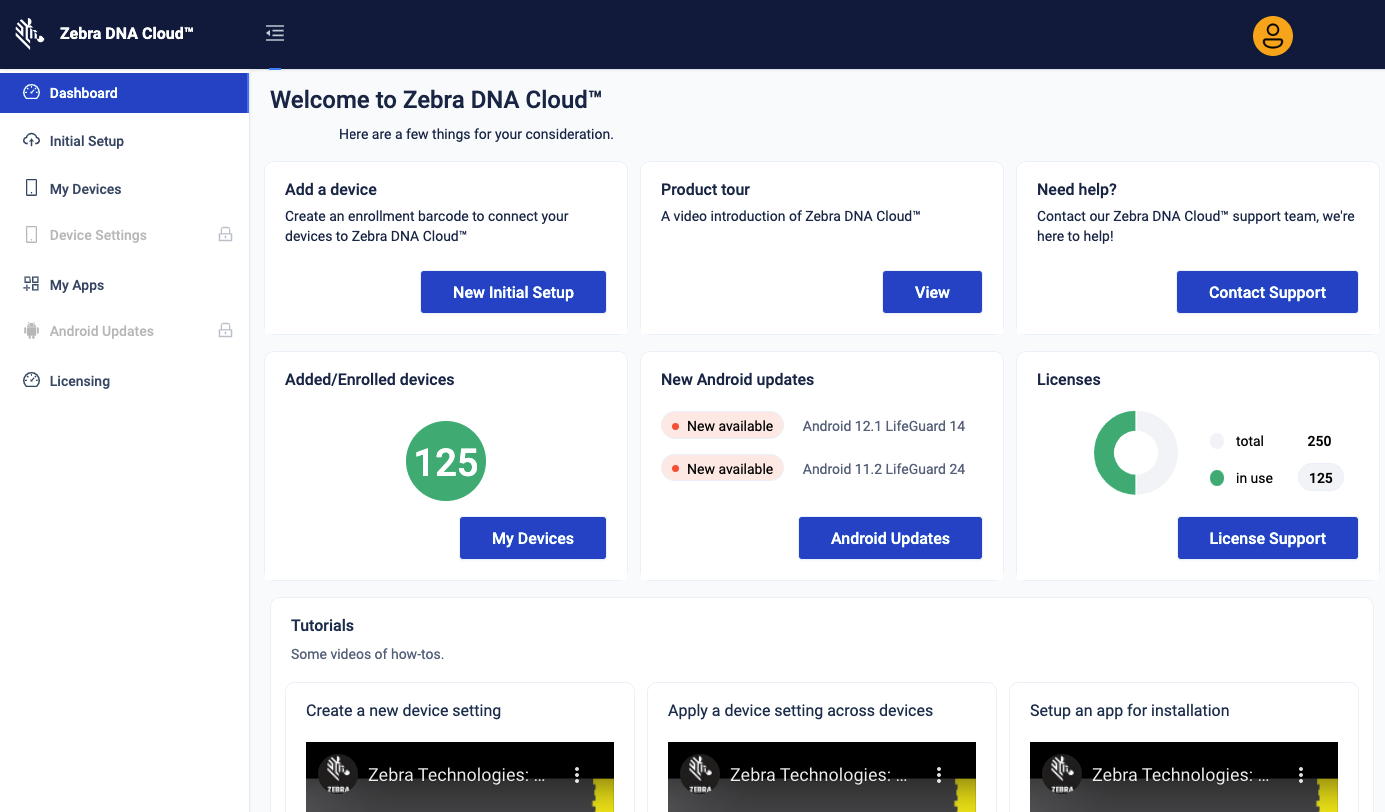 Zebra DNA Cloud™
Dashboard
Initial Setup
My Devices
Device Settings
My Apps
Android Updates
Licensing
Welcome to Zebra DNA Cloud™
Here are a few things for your consideration.
Add a device
Create an enrollment barcode to connect your
devices to Zebra DNA Cloud™
New Initial Setup
Product tour
A video introduction of Zebra DNA Cloud™
View
Need help?
Contact our Zebra DNA Cloud™ support team, we're
here to help!
Contact Support
Added/Enrolled devices
125
My Devices
New Android updates
New available Android 12.1 LifeGuard 14
New available Android 11.2 LifeGuard 24
Android Updates
Licenses
total 250
in use 125
License Support
Tutorials
Some videos of how-tos.
Create a new device setting
ZEBRA
Zebra Technologies: ...
Apply a device setting across devices
ZEBRA
Zebra Technologies: ...
Setup an app for installation
ZEBRA
Zebra Technologies: ...